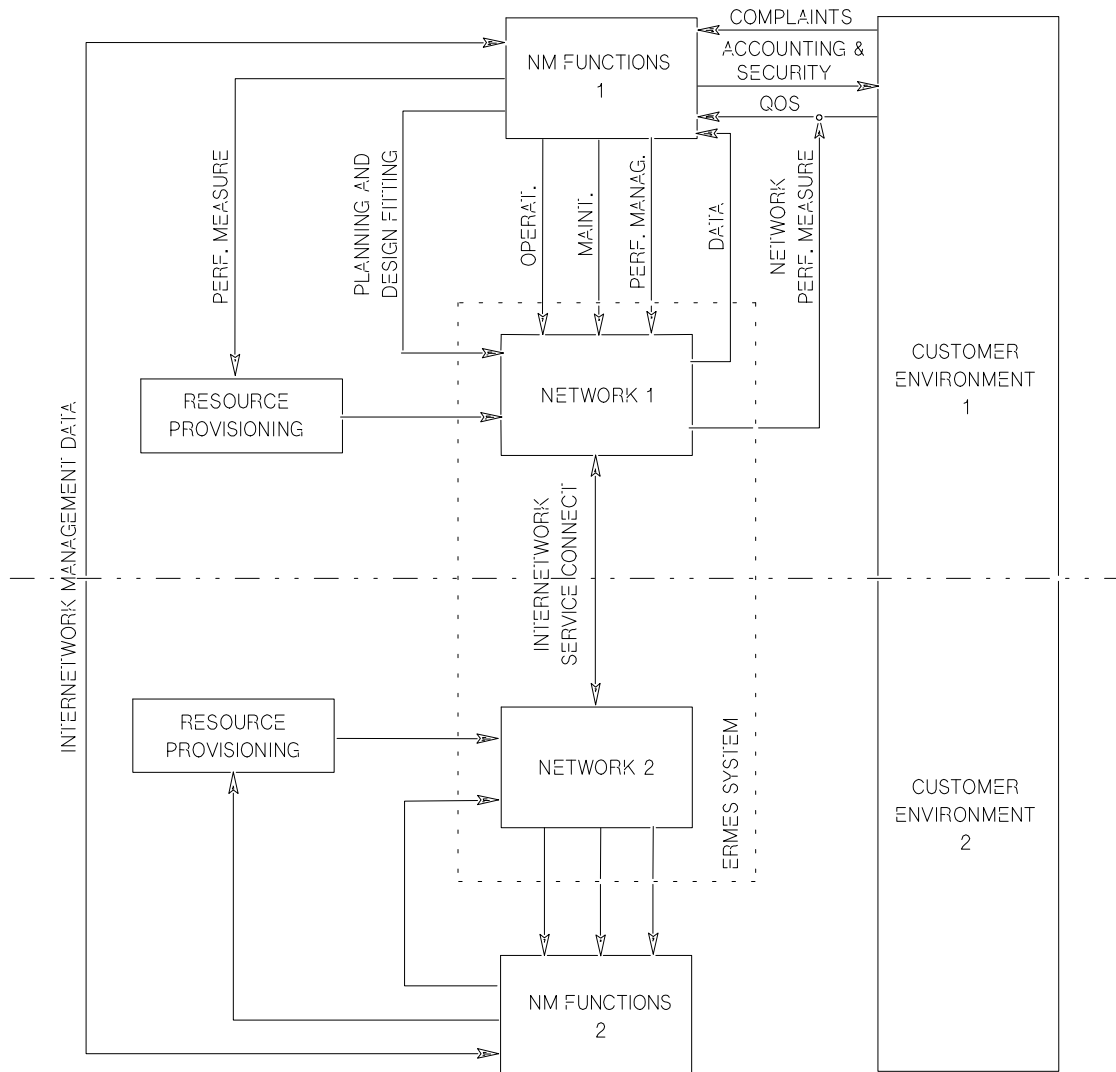 COMPLAINTS
NM FUNCTIONS
1
ACCOUNTING &
SECURITY
QOS
PERF. MEASURE
PLANNING AND
DESIGN FITTING
OPERAT.
MAINT.
PERF. MANAG.
DATA
NETWORK
PERF. MEASURE
CUSTOMER
ENVIRONMENT
1
NETWORK 1
RESOURCE
PROVISIONING
INTERNETWORK MANAGEMENT DATA
INTERNETWORK
SERVICE CONNECT
RESOURCE
PROVISIONING
NETWORK 2
ERMES SYSTEM
CUSTOMER
ENVIRONMENT
2
NM FUNCTIONS
2